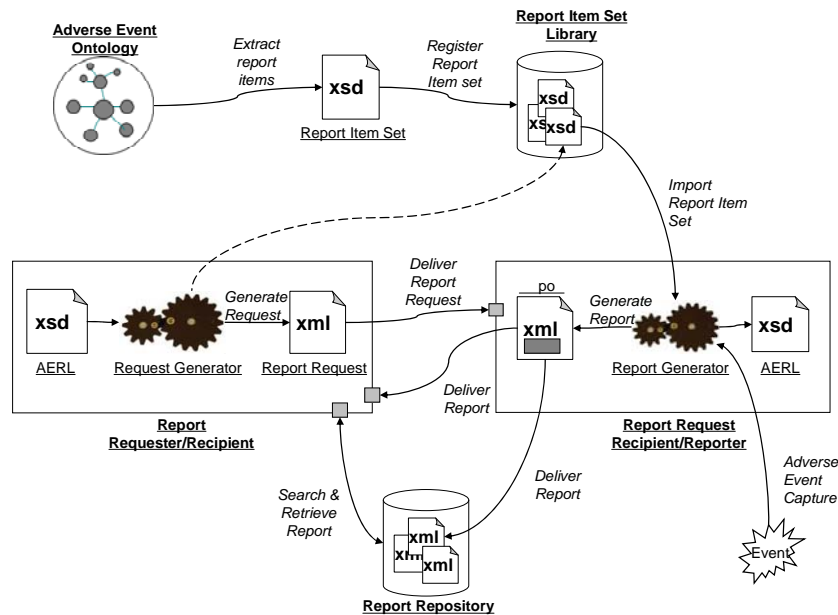 Adverse Event
Ontology
Extract
report
items
xsd
Report Item Set
Register
Report
Item set
Report Item Set
Library
xsd
xsd
Import
Report Item
Set
xsd
AERL
Request Generator
Generate
Request
xml
Report Request
Deliver
Report
Request
po
xml
Generate
Report
Report Generator
xsd
AERL
Deliver
Report
Report
Requester/Recipient
Report Request
Recipient/Reporter
Search &
Retrieve
Report
Deliver
Report
Adverse
Event
Capture
Event
xml
xml
Report Repository